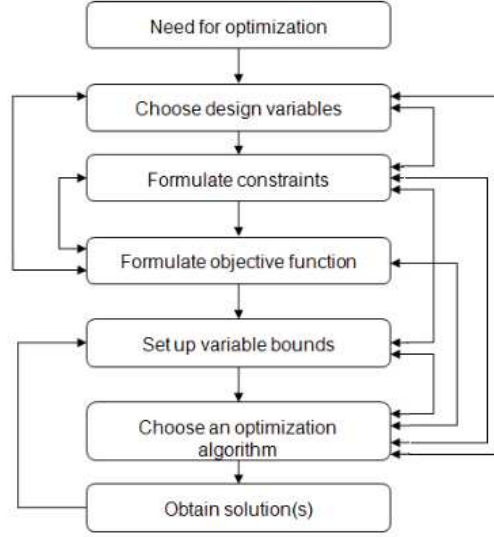 Need for optimization
Choose design variables
Formulate constraints
Formulate objective function
Set up variable bounds
Choose an optimization
algorithm
Obtain solution(s)